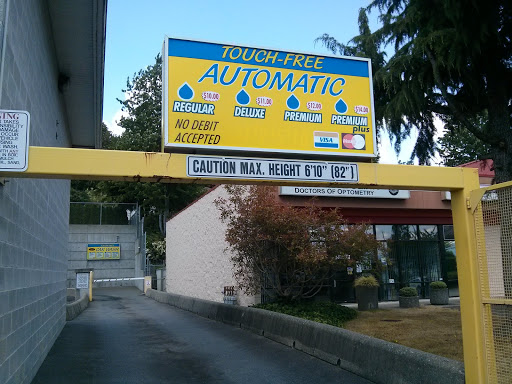 TOUCH-FREE
AUTOMATIC
$10.00 $11.00 $12.00 $14.00
REGULAR DELUXE PREMIUM PREMIUM
plus
NO DEBIT
ACCEPTED
VISA
CAUTION MAX. HEIGHT 6'10" (82")
DOCTORS OF OPTOMETRY